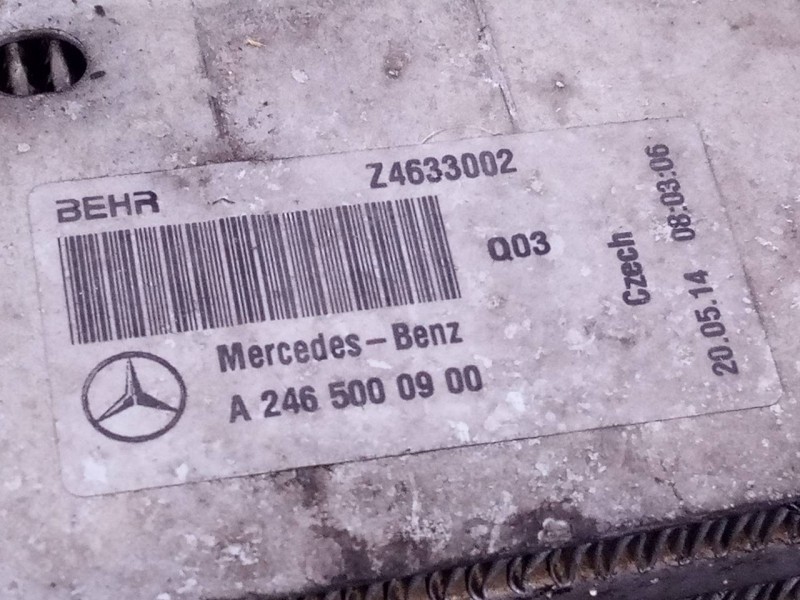 BEHR
Z4633002
Q03
Mercedes-Benz
A 246 500 09 00
Czech
20.05.14 08:03:06